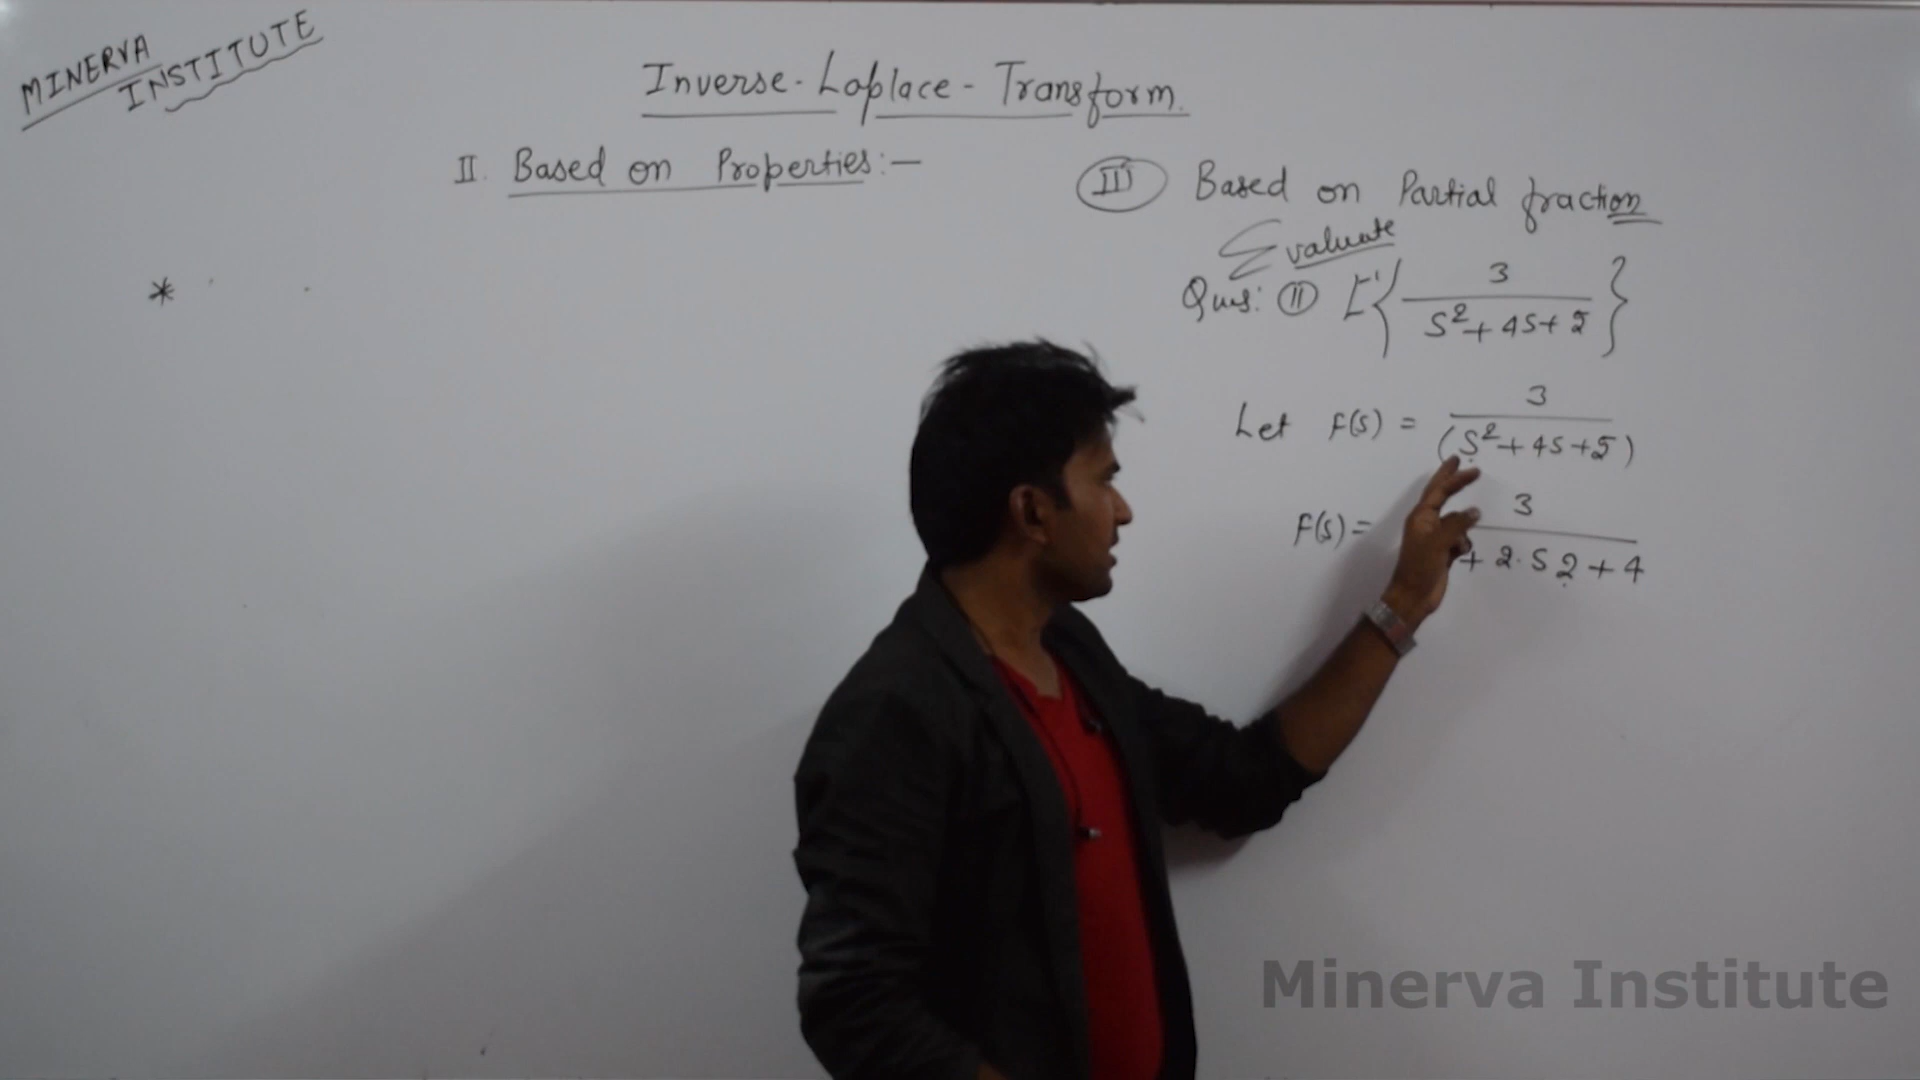 MINERVA
INSTITUTE
Inverse-Laplace-Transform.
II. Based on Properties:-
*
III Based on Partial fraction
Evaluate
Ques: II L⁻¹{3/(S²+4S+5)}
Let F(s) = 3/(S²+4S+5)
F(s) = 3/+ 2·S 2 + 4
Minerva Institute